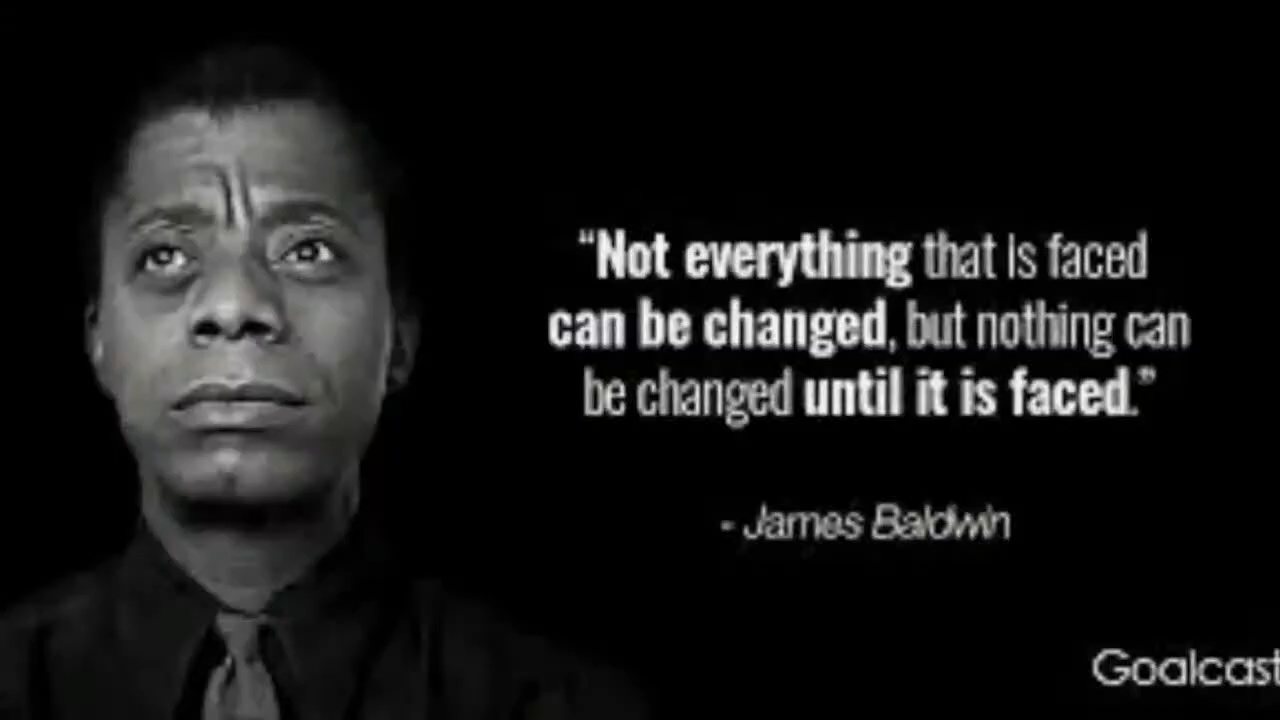 “Not everything that is faced
can be changed, but nothing can
be changed until it is faced.”
- James Baldwin
Goalcast